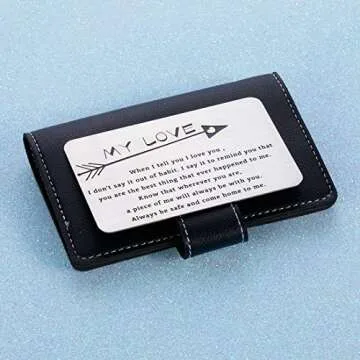 MY LOVE
When I tell you I love you ,
I don't say it out of habit. I say it to remind you that
you are the best thing that ever happened to me.
Know that wherever you are,
a piece of me will always be with you.
Always be safe and come home to me.